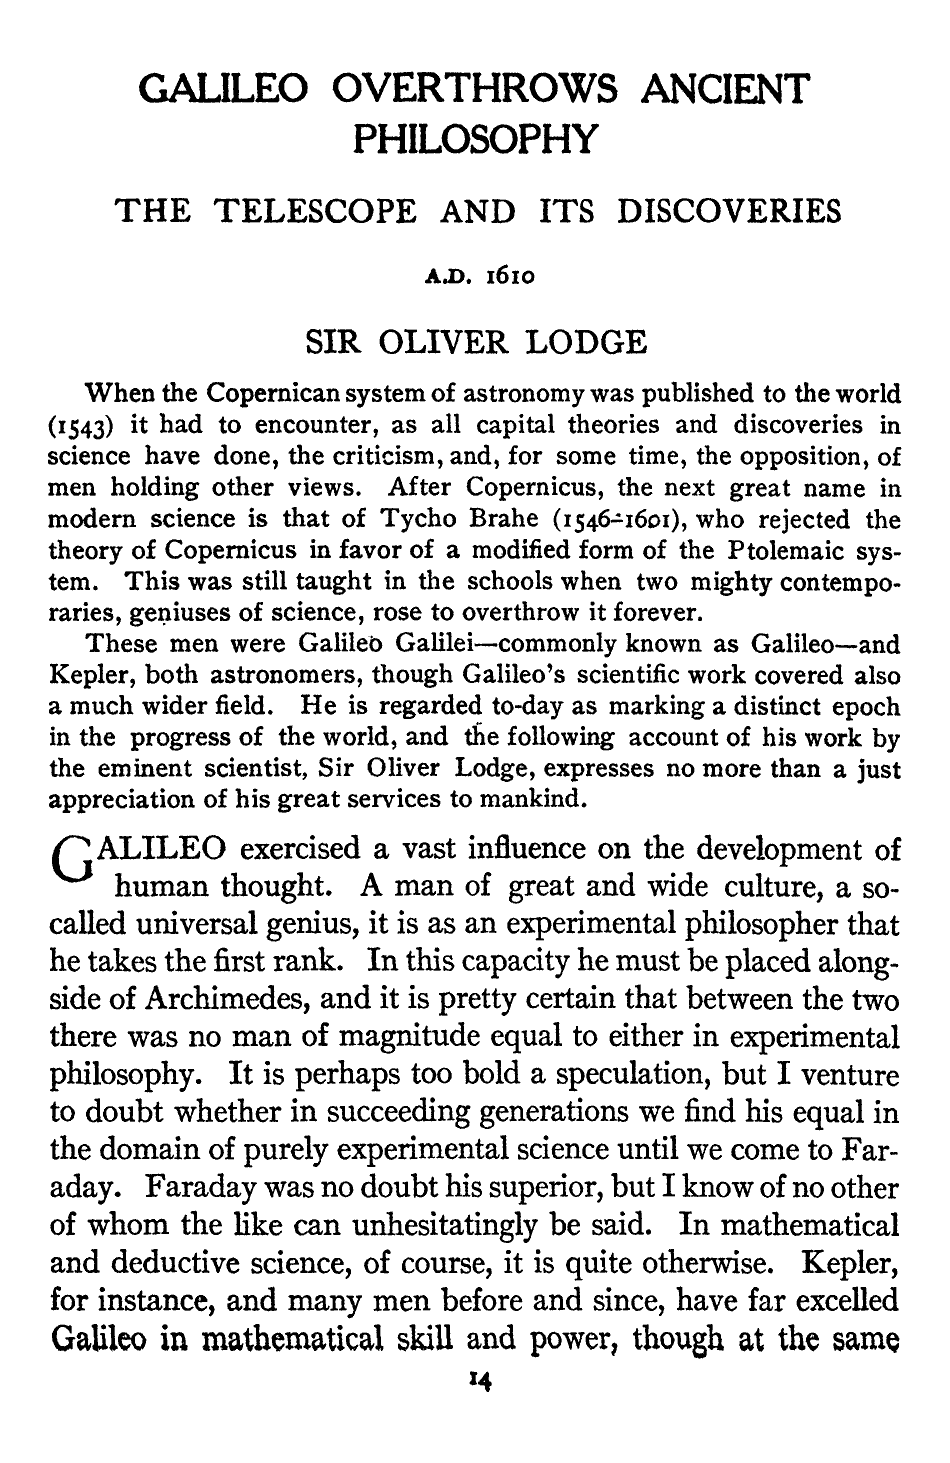 GALILEO OVERTHROWS ANCIENT
PHILOSOPHY
THE TELESCOPE AND ITS DISCOVERIES
A.D. 1610
SIR OLIVER LODGE
When the Copernican system of astronomy was published to the world
(1543) it had to encounter, as all capital theories and discoveries in
science have done, the criticism, and, for some time, the opposition, of
men holding other views. After Copernicus, the next great name in
modern science is that of Tycho Brahe (1546-1601), who rejected the
theory of Copernicus in favor of a modified form of the Ptolemaic sys-
tem. This was still taught in the schools when two mighty contempo-
raries, geniuses of science, rose to overthrow it forever.
These men were Galileo Galilei—commonly known as Galileo—and
Kepler, both astronomers, though Galileo's scientific work covered also
a much wider field. He is regarded to-day as marking a distinct epoch
in the progress of the world, and the following account of his work by
the eminent scientist, Sir Oliver Lodge, expresses no more than a just
appreciation of his great services to mankind.
GALILEO exercised a vast influence on the development of
human thought. A man of great and wide culture, a so-
called universal genius, it is as an experimental philosopher that
he takes the first rank. In this capacity he must be placed along-
side of Archimedes, and it is pretty certain that between the two
there was no man of magnitude equal to either in experimental
philosophy. It is perhaps too bold a speculation, but I venture
to doubt whether in succeeding generations we find his equal in
the domain of purely experimental science until we come to Far-
aday. Faraday was no doubt his superior, but I know of no other
of whom the like can unhesitatingly be said. In mathematical
and deductive science, of course, it is quite otherwise. Kepler,
for instance, and many men before and since, have far excelled
Galileo in mathematical skill and power, though at the same
14